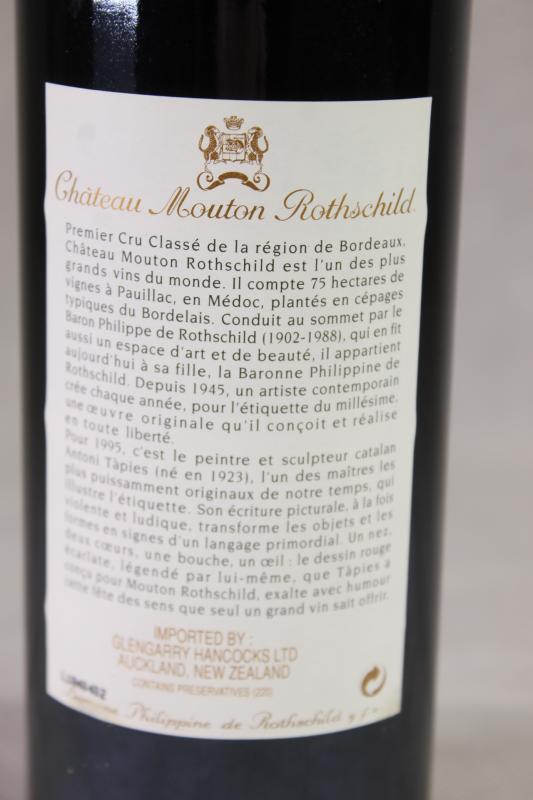 Château Mouton Rothschild
Premier Cru Classé de la région de Bordeaux,
Château Mouton Rothschild est l'un des plus
grands vins du monde. Il compte 75 hectares de
vignes à Pauillac, en Médoc, plantés en cépages
typiques du Bordelais. Conduit au sommet par le
Baron Philippe de Rothschild (1902-1988), qui en fit
aussi un espace d'art et de beauté, il appartient
aujourd'hui à sa fille, la Baronne Philippine de
Rothschild. Depuis 1945, un artiste contemporain
crée chaque année, pour l'étiquette du millésime,
une œuvre originale qu'il conçoit et réalise
en toute liberté.
Pour 1995, c'est le peintre et sculpteur catalan
Antoni Tàpies (né en 1923), l'un des maîtres les
plus puissamment originaux de notre temps, qui
illustre l'étiquette. Son écriture picturale, à la fois
violente et ludique, transforme les objets et les
formes en signes d'un langage primordial. Un nez,
deux cœurs, une bouche, un œil : le dessin rouge
écarlate, légendé par lui-même, que Tàpies a
conçu pour Mouton Rothschild, exalte avec humour
cette fête des sens que seul un grand vin sait offrir.
IMPORTED BY :
GLENGARRY HANCOCKS LTD
AUCKLAND, NEW ZEALAND
CONTAINS PRESERVATIVES (220)
Philippine de Rothschild